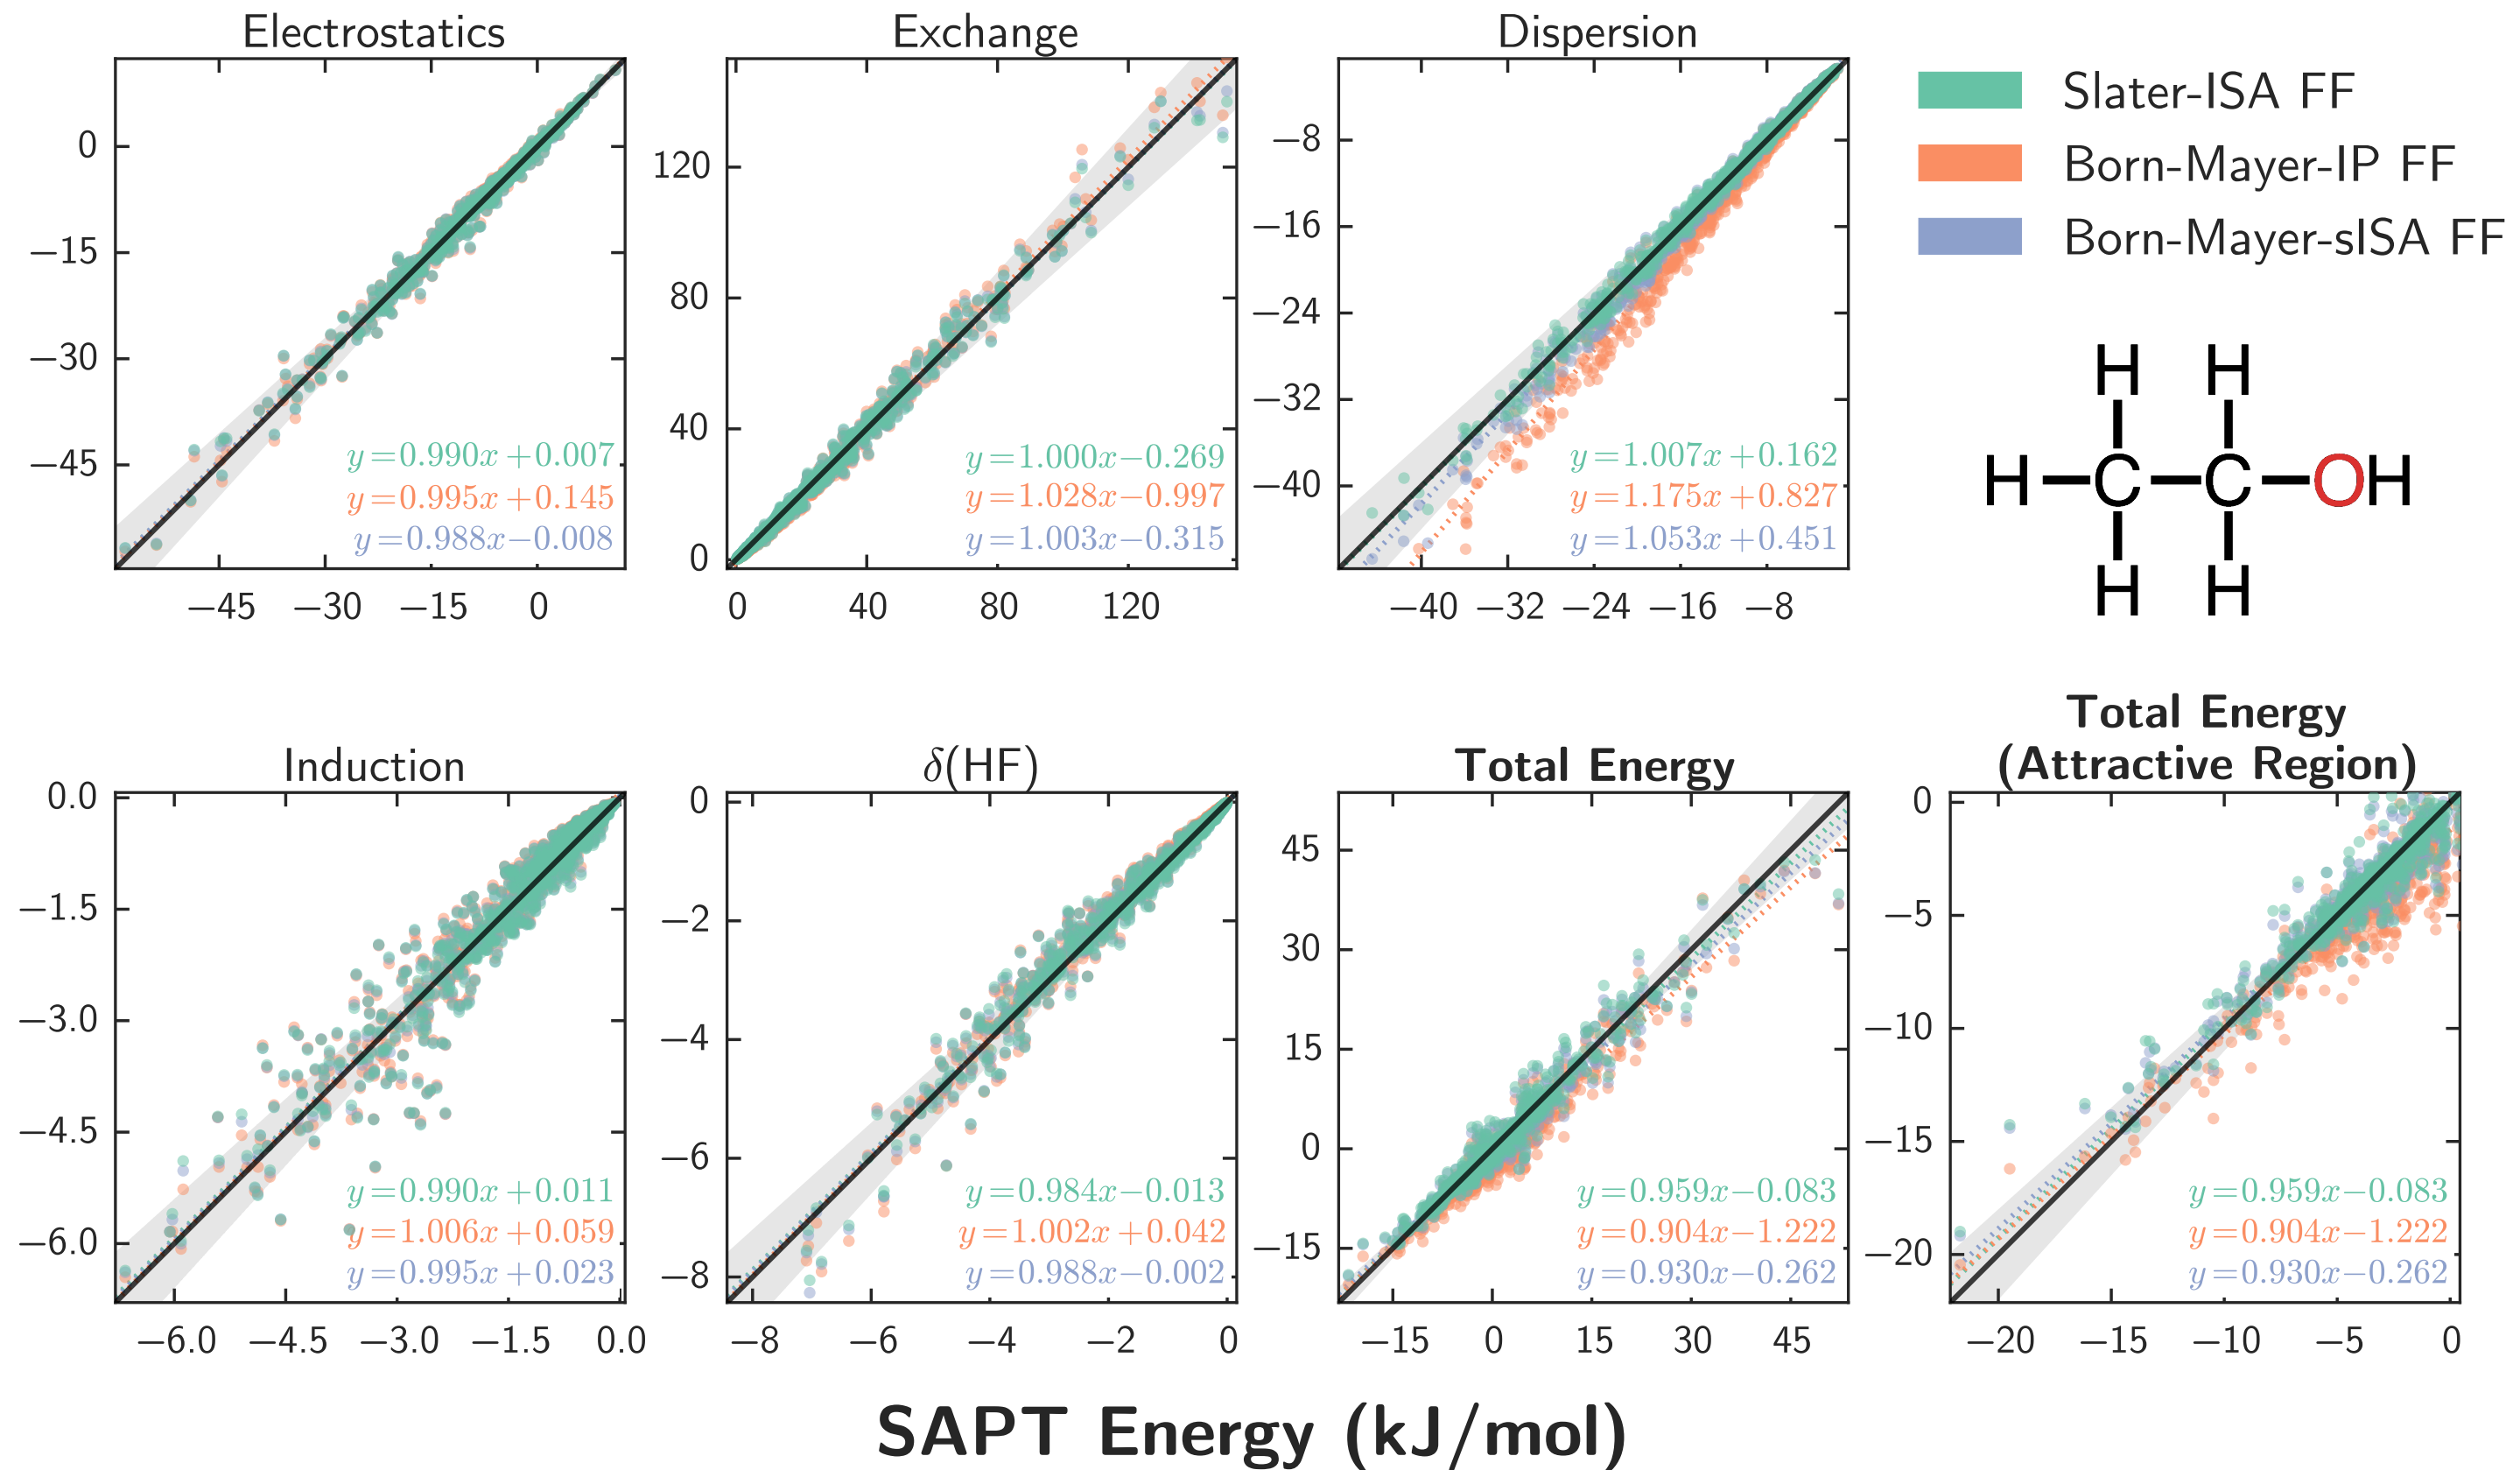 Electrostatics
0
−15
−30
−45
y=0.990x+0.007
y=0.995x+0.145
y=0.988x−0.008
−45 −30 −15 0
Exchange
120
80
40
0
y=1.000x−0.269
y=1.028x−0.997
y=1.003x−0.315
0 40 80 120
Dispersion
−8
−16
−24
−32
−40
y=1.007x+0.162
y=1.175x+0.827
y=1.053x+0.451
−40 −32 −24 −16 −8
Slater-ISA FF
Born-Mayer-IP FF
Born-Mayer-sISA FF
H H
H C C OH
H H
Induction
0.0
−1.5
−3.0
−4.5
−6.0
y=0.990x+0.011
y=1.006x+0.059
y=0.995x+0.023
−6.0 −4.5 −3.0 −1.5 0.0
δ(HF)
0
−2
−4
−6
−8
y=0.984x−0.013
y=1.002x+0.042
y=0.988x−0.002
−8 −6 −4 −2 0
Total Energy
45
30
15
0
−15
y=0.959x−0.083
y=0.904x−1.222
y=0.930x−0.262
−15 0 15 30 45
Total Energy
(Attractive Region)
0
−5
−10
−15
−20
y=0.959x−0.083
y=0.904x−1.222
y=0.930x−0.262
−20 −15 −10 −5 0
SAPT Energy (kJ/mol)